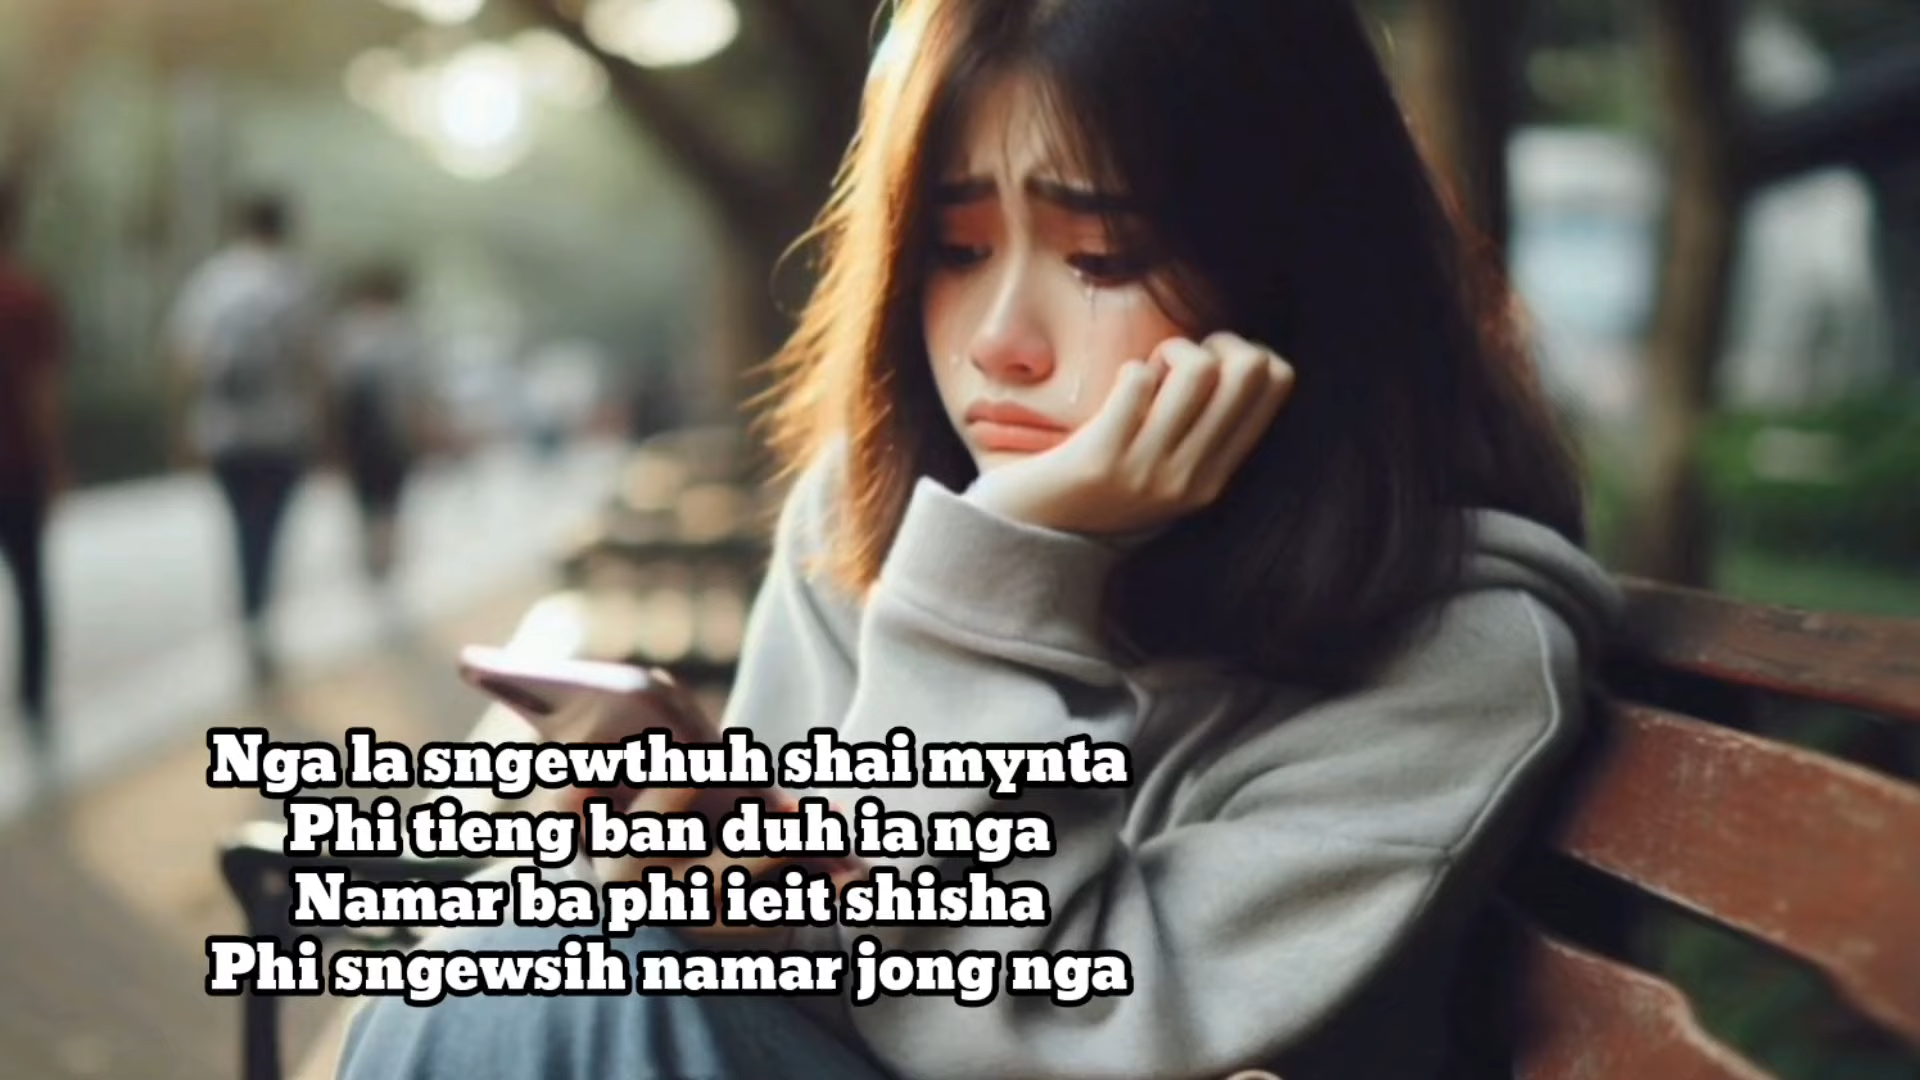 Nga la sngewthuh shai mynta
Phi tieng ban duh ia nga
Namar ba phi ieit shisha
Phi sngewsih namar jong nga